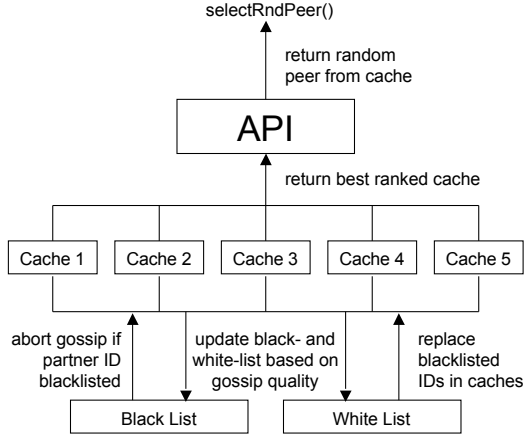 selectRndPeer()
return random
peer from cache
API
return best ranked cache
Cache 1
Cache 2
Cache 3
Cache 4
Cache 5
abort gossip if
partner ID
blacklisted
update black- and
white-list based on
gossip quality
replace
blacklisted
IDs in caches
Black List
White List